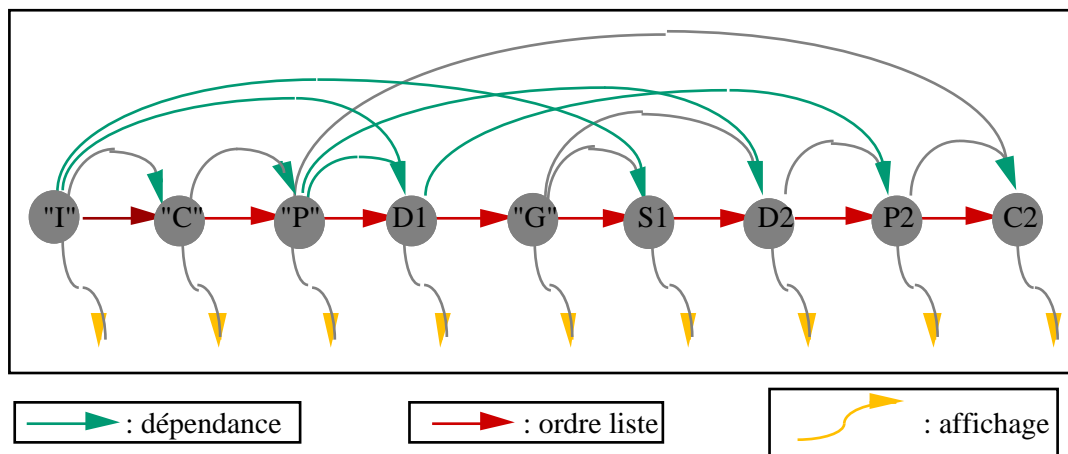 "I" "C" "P" D1 "G" S1 D2 P2 C2
: dépendance : ordre liste : affichage